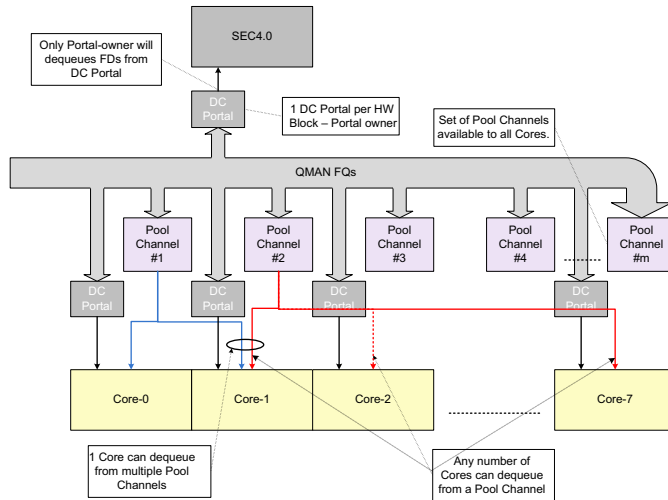 SEC4.0
Only Portal-owner will
dequeues FDs from
DC Portal
DC
Portal
1 DC Portal per HW
Block – Portal owner
Set of Pool Channels
available to all Cores.
QMAN FQs
Pool
Channel
#1
Pool
Channel
#2
Pool
Channel
#3
Pool
Channel
#4
Pool
Channel
#m
DC
Portal
DC
Portal
DC
Portal
DC
Portal
Core-0
Core-1
Core-2
Core-7
1 Core can dequeue
from multiple Pool
Channels
Any number of
Cores can dequeue
from a Pool Channel